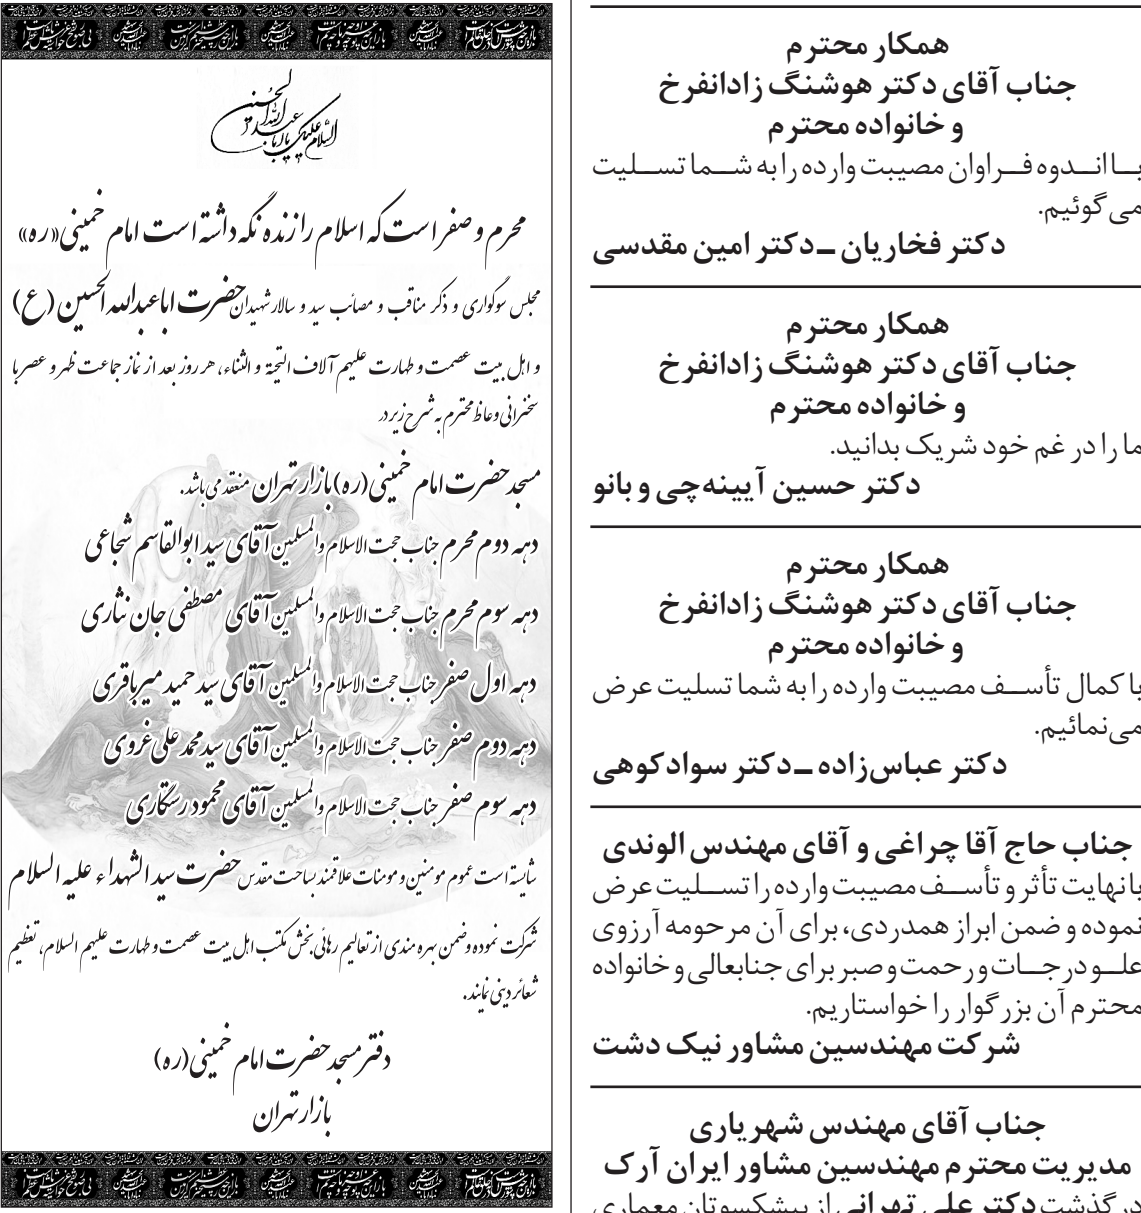 همکار محترم
جناب آقای دکتر هوشنگ زادانفرخ
و خانواده محترم
با اندوه فراوان مصیبت وارده را به شما تسلیت
می‌گوئیم.
دکتر فخاریان ـ دکتر امین مقدسی
همکار محترم
جناب آقای دکتر هوشنگ زادانفرخ
و خانواده محترم
ما را در غم خود شریک بدانید.
دکتر حسین آیینه‌چی و بانو
همکار محترم
جناب آقای دکتر هوشنگ زادانفرخ
و خانواده محترم
با کمال تأسف مصیبت وارده را به شما تسلیت عرض
می‌نمائیم.
دکتر عباس‌زاده ـ دکتر سوادکوهی
جناب حاج آقا چراغی و آقای مهندس الوندی
با نهایت تأثر و تأسف مصیبت وارده را تسلیت عرض
نموده و ضمن ابراز همدردی، برای آن مرحومه آرزوی
علو درجات و رحمت و صبر برای جنابعالی و خانواده
محترم آن بزرگوار را خواستاریم.
شرکت مهندسین مشاور نیک دشت
جناب آقای مهندس شهریاری
مدیریت محترم مهندسین مشاور ایران آرک
درگذشت دکتر علی تهرانی از پیشکسوتان معماری
السلام علیک یا ابا عبدالله الحسین
محرم و صفر است که اسلام را زنده نگه داشته است امام خمینی«ره»
مجلس سوگواری و ذکر مناقب و مصائب سید و سالار شهیدان حضرت اباعبدالله الحسین (ع)
و اهل بیت عصمت و طهارت علیهم آلاف التحیة و الثناء، هر روز بعد از نماز جماعت ظهر و عصر با
سخنرانی وعاظ محترم به شرح زیر در
مسجد حضرت امام خمینی(ره) بازار تهران منعقد می‌باشد.
دهه دوم محرم جناب حجت الاسلام والمسلمین آقای سید ابوالقاسم شجاعی
دهه سوم محرم جناب حجت الاسلام والمسلمین آقای مصطفی جان نثاری
دهه اول صفر جناب حجت الاسلام والمسلمین آقای سید حمید میرباقری
دهه دوم صفر جناب حجت الاسلام والمسلمین آقای سید محمد علی غروی
دهه سوم صفر جناب حجت الاسلام والمسلمین آقای محمود رستگاری
شایسته است عموم مومنین و مومنات علاقمند بساحت مقدس حضرت سید الشهداء علیه السلام
شرکت نموده و ضمن بهره مندی از تعالیم رهائی بخش مکتب اهل بیت عصمت و طهارت علیهم السلام، تعظیم
شعائر دینی نمایند.
دفتر مسجد حضرت امام خمینی(ره)
بازار تهران